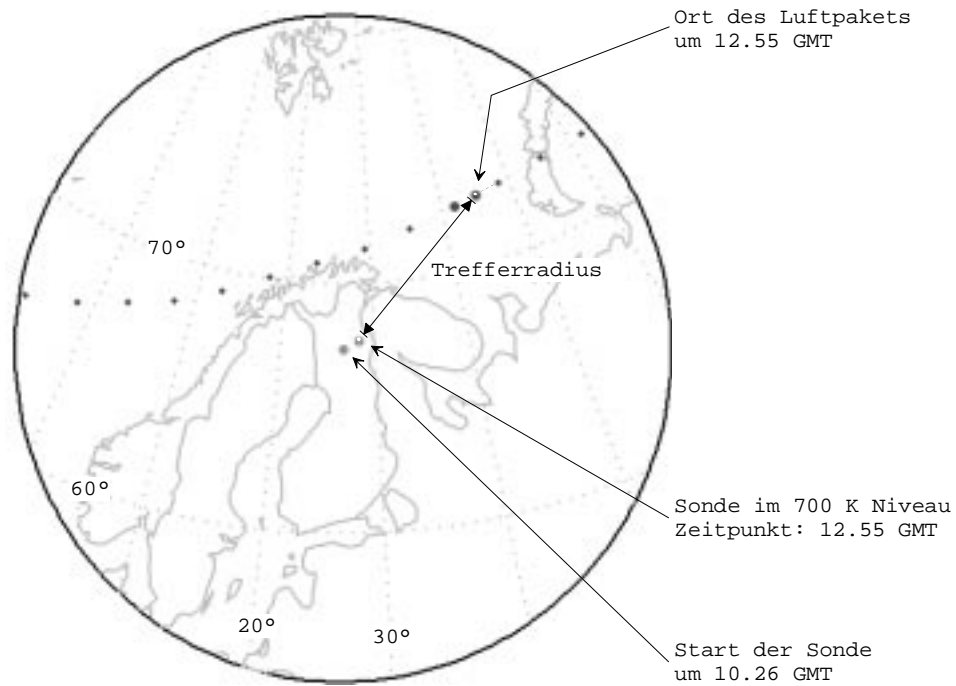 Ort des Luftpakets
um 12.55 GMT
70°
Trefferradius
60°
Sonde im 700 K Niveau
Zeitpunkt: 12.55 GMT
20°
30°
Start der Sonde
um 10.26 GMT